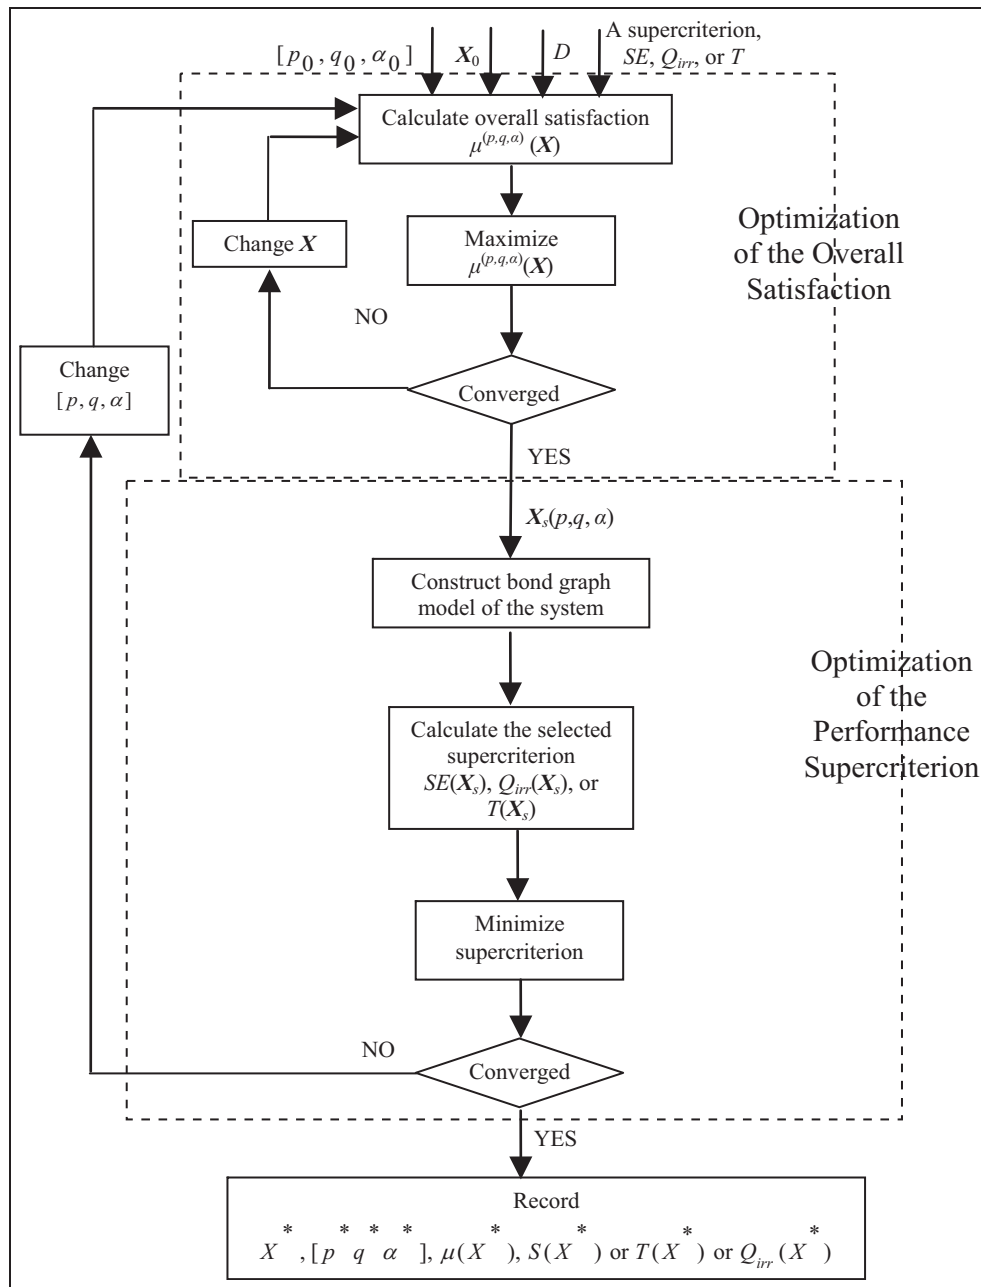 A supercriterion,
SE, Q_irr, or T
[p_0, q_0, α_0]
X_0
D
Calculate overall satisfaction
μ^(p,q,α) (X)
Change X
Maximize
μ^(p,q,α)(X)
Optimization
of the Overall
Satisfaction
NO
Change
[p, q, α]
Converged
YES
X_s(p,q, α)
Construct bond graph
model of the system
Optimization
of the
Performance
Supercriterion
Calculate the selected
supercriterion
SE(X_s), Q_irr(X_s), or
T(X_s)
Minimize
supercriterion
NO
Converged
YES
Record
X^*, [p^* q^* α^*], μ(X^*), S(X^*) or T(X^*) or Q_irr(X^*)